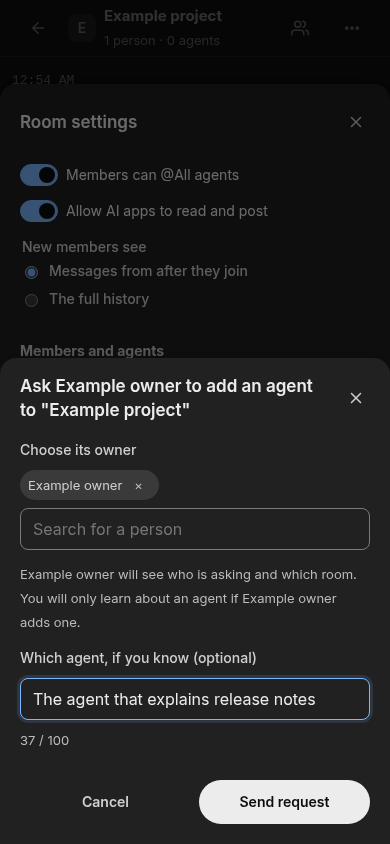 Example project
E
1 person · 0 agents
12:54 AM
Room settings
Members can @All agents
Allow AI apps to read and post
New members see
Messages from after they join
The full history
Members and agents
Ask Example owner to add an agent
to "Example project"
Choose its owner
Example owner ×
Search for a person
Example owner will see who is asking and which room.
You will only learn about an agent if Example owner
adds one.
Which agent, if you know (optional)
The agent that explains release notes
37 / 100
Cancel
Send request